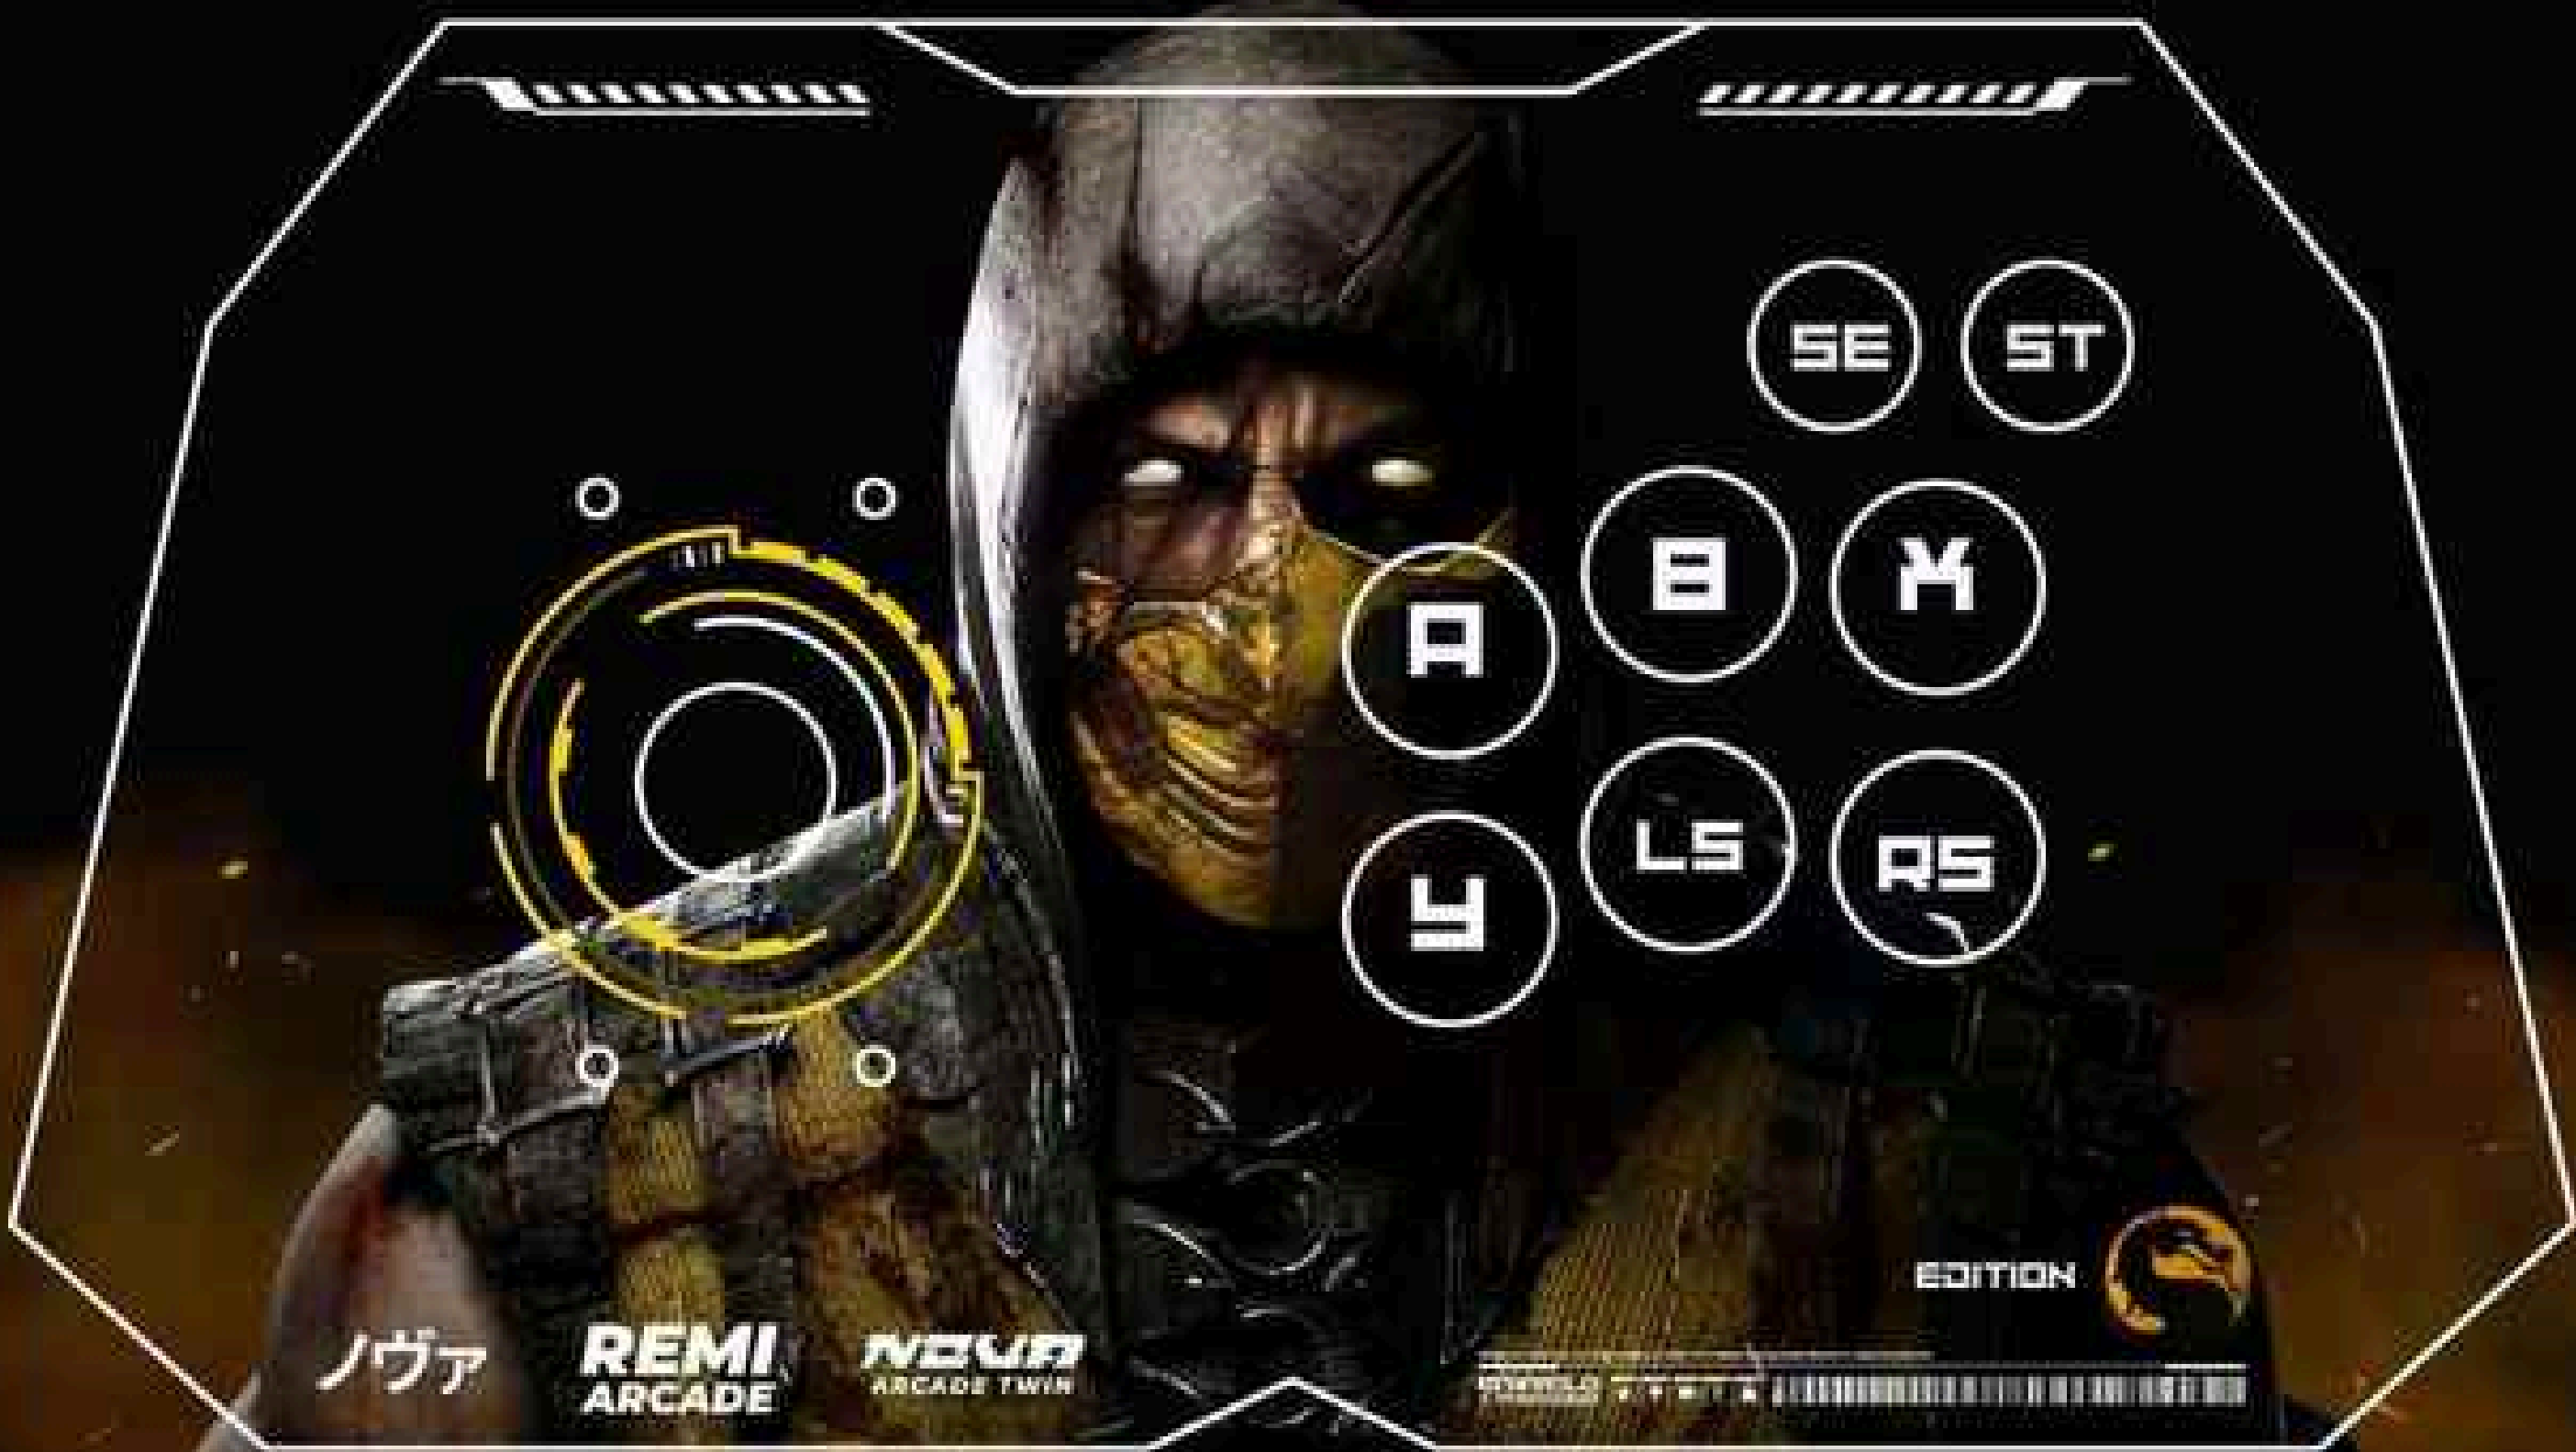 SE ST
B X
A
LS RS
Y
EDITION
ノヴァ
REMI
ARCADE
NOVA
ARCADE TWIN